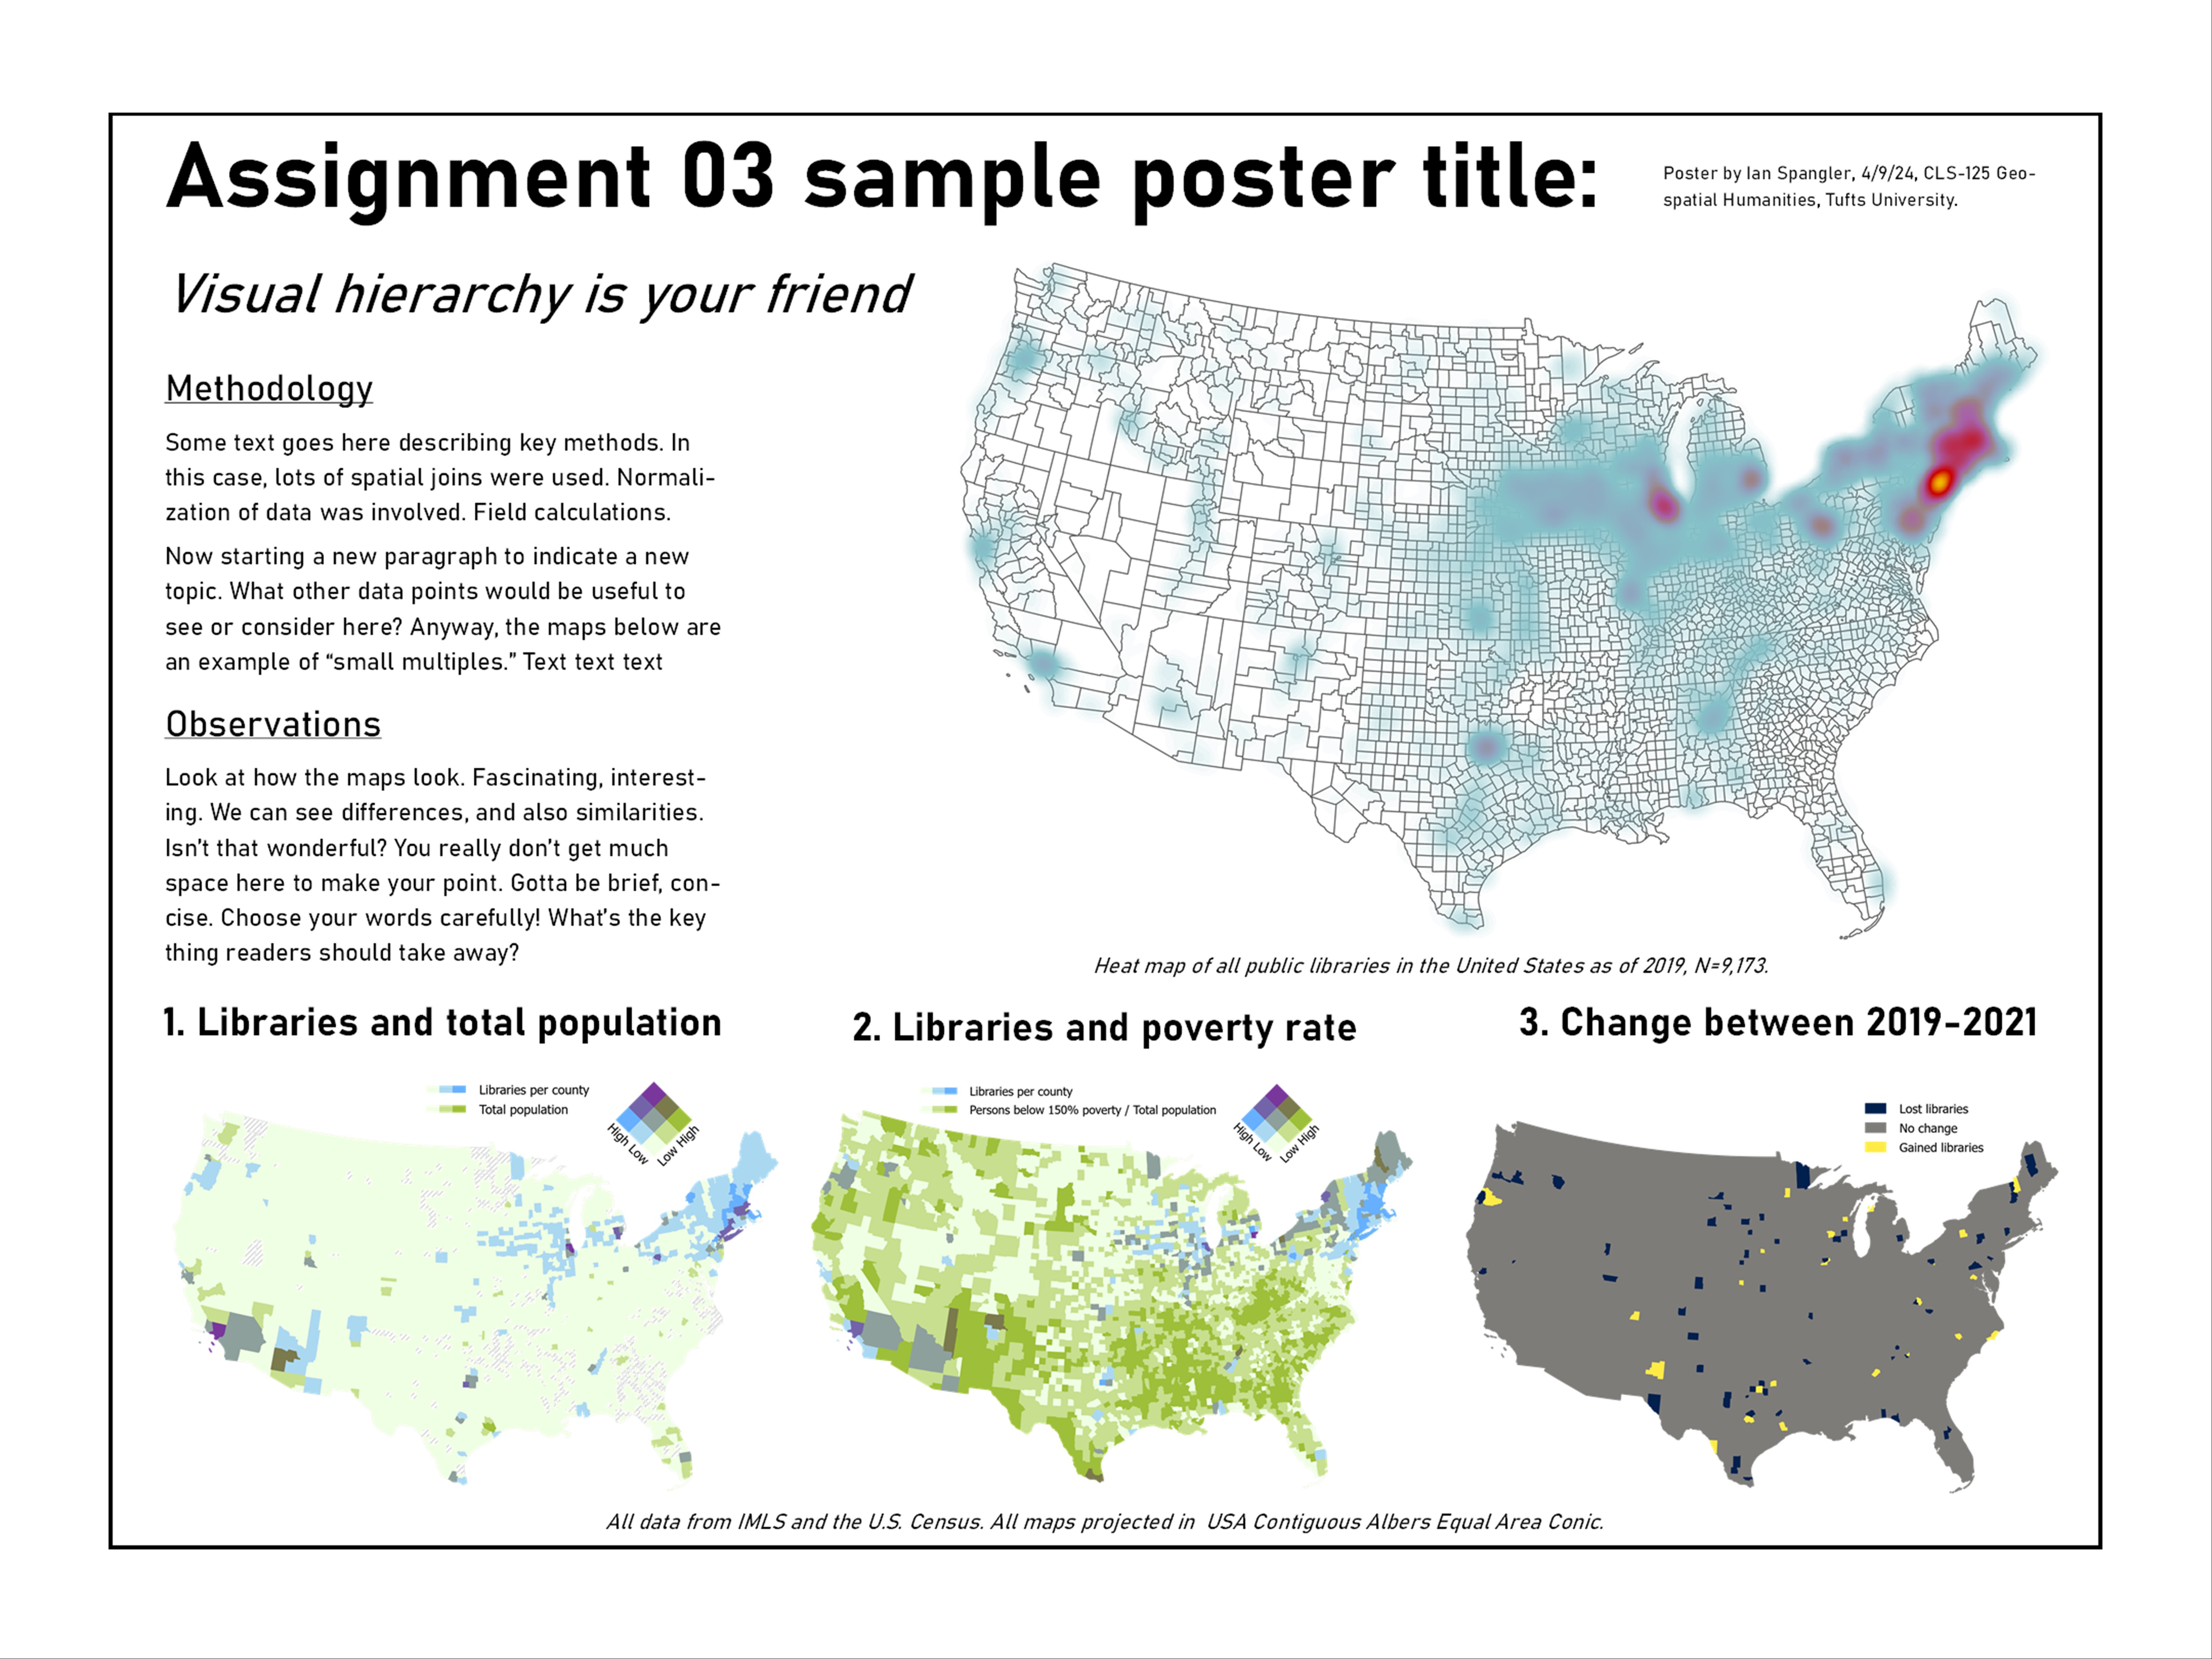 Assignment 03 sample poster title:
Poster by Ian Spangler, 4/9/24, CLS-125 Geo-
spatial Humanities, Tufts University.
Visual hierarchy is your friend
Methodology
Some text goes here describing key methods. In
this case, lots of spatial joins were used. Normali-
zation of data was involved. Field calculations.
Now starting a new paragraph to indicate a new
topic. What other data points would be useful to
see or consider here? Anyway, the maps below are
an example of “small multiples.” Text text text
Observations
Look at how the maps look. Fascinating, interest-
ing. We can see differences, and also similarities.
Isn’t that wonderful? You really don’t get much
space here to make your point. Gotta be brief, con-
cise. Choose your words carefully! What’s the key
thing readers should take away?
Heat map of all public libraries in the United States as of 2019, N=9,173.
1. Libraries and total population
Libraries per county
Total population
High Low
Low High
2. Libraries and poverty rate
Libraries per county
Persons below 150% poverty / Total population
High Low
Low High
3. Change between 2019-2021
Lost libraries
No change
Gained libraries
All data from IMLS and the U.S. Census. All maps projected in  USA Contiguous Albers Equal Area Conic.